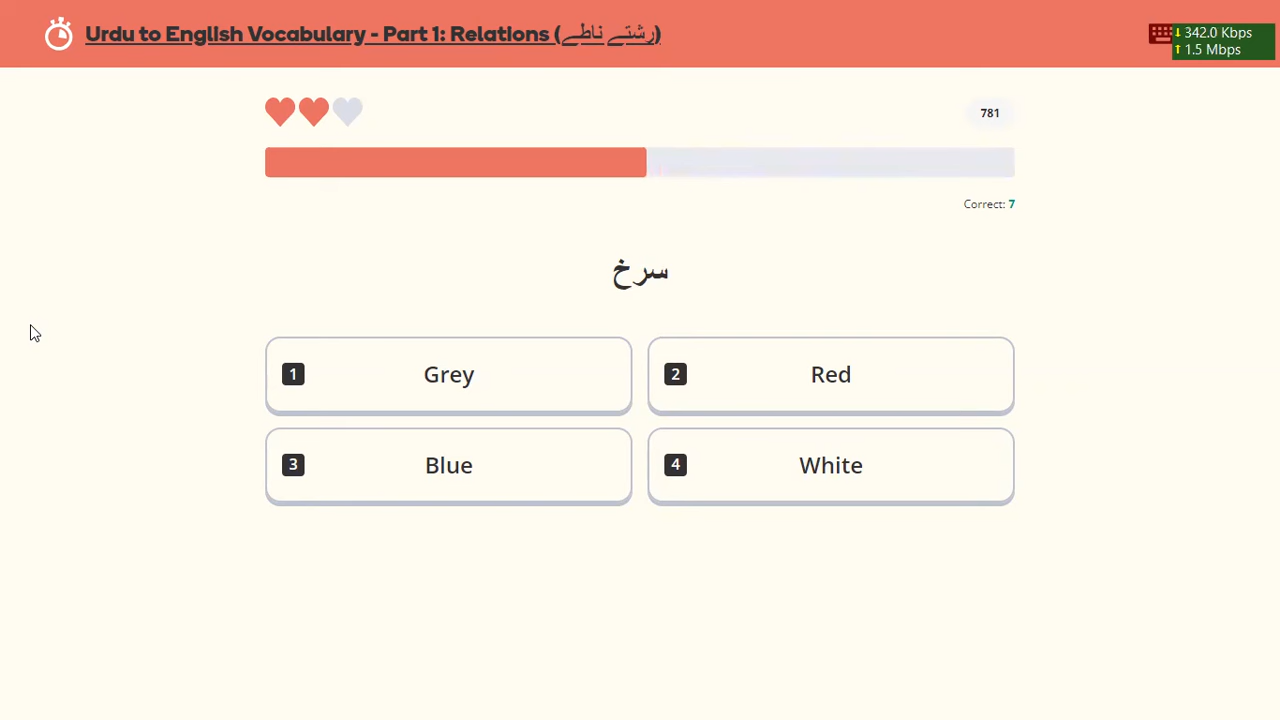 Urdu to English Vocabulary - Part 1: Relations (رشتے ناطے)
↓ 342.0 Kbps
↑ 1.5 Mbps
781
Correct: 7
سرخ
1 Grey
2 Red
3 Blue
4 White